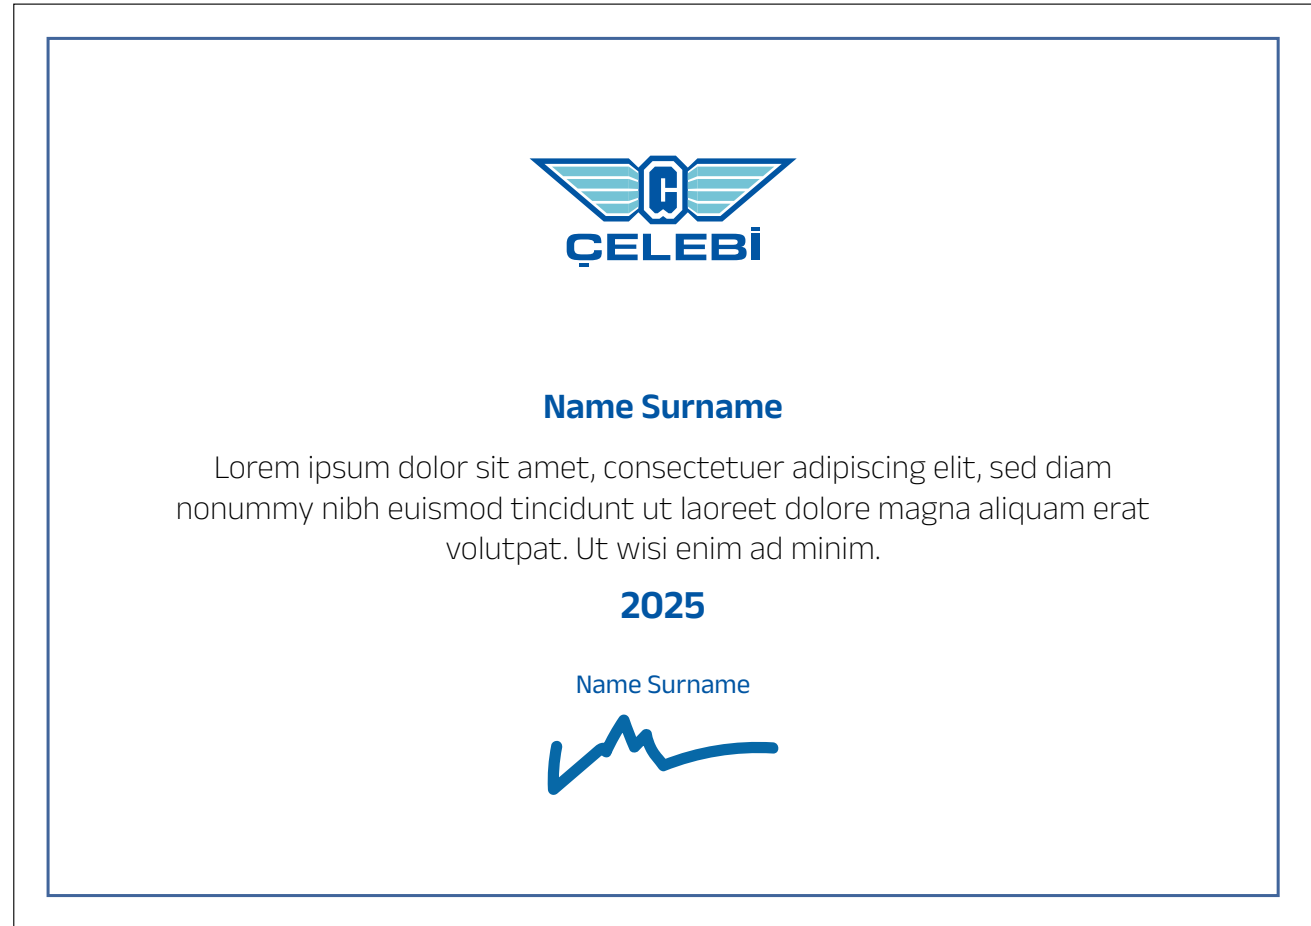 ÇELEBİ
Name Surname
Lorem ipsum dolor sit amet, consectetuer adipiscing elit, sed diam
nonummy nibh euismod tincidunt ut laoreet dolore magna aliquam erat
volutpat. Ut wisi enim ad minim.
2025
Name Surname